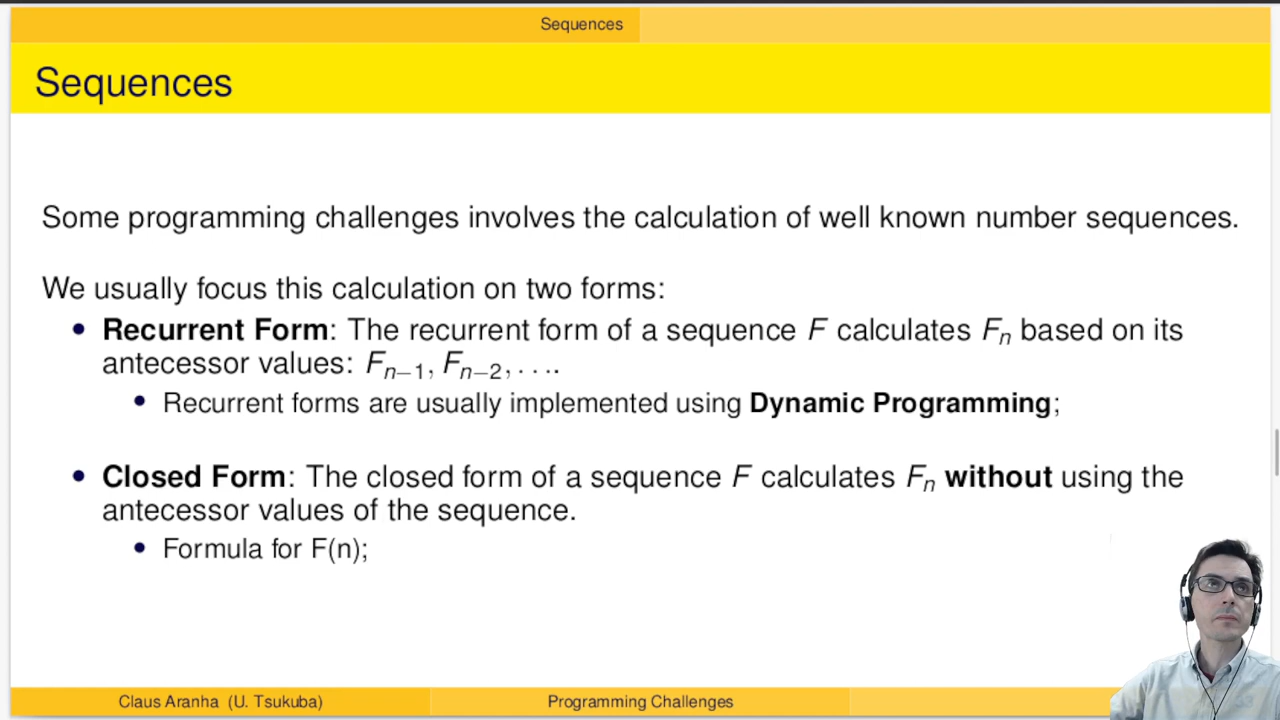 Sequences
Sequences
Some programming challenges involves the calculation of well known number sequences.
We usually focus this calculation on two forms:
• Recurrent Form: The recurrent form of a sequence F calculates Fₙ based on its
antecessor values: Fₙ₋₁, Fₙ₋₂, . . ..
• Recurrent forms are usually implemented using Dynamic Programming;
• Closed Form: The closed form of a sequence F calculates Fₙ without using the
antecessor values of the sequence.
• Formula for F(n);
Claus Aranha (U. Tsukuba)
Programming Challenges